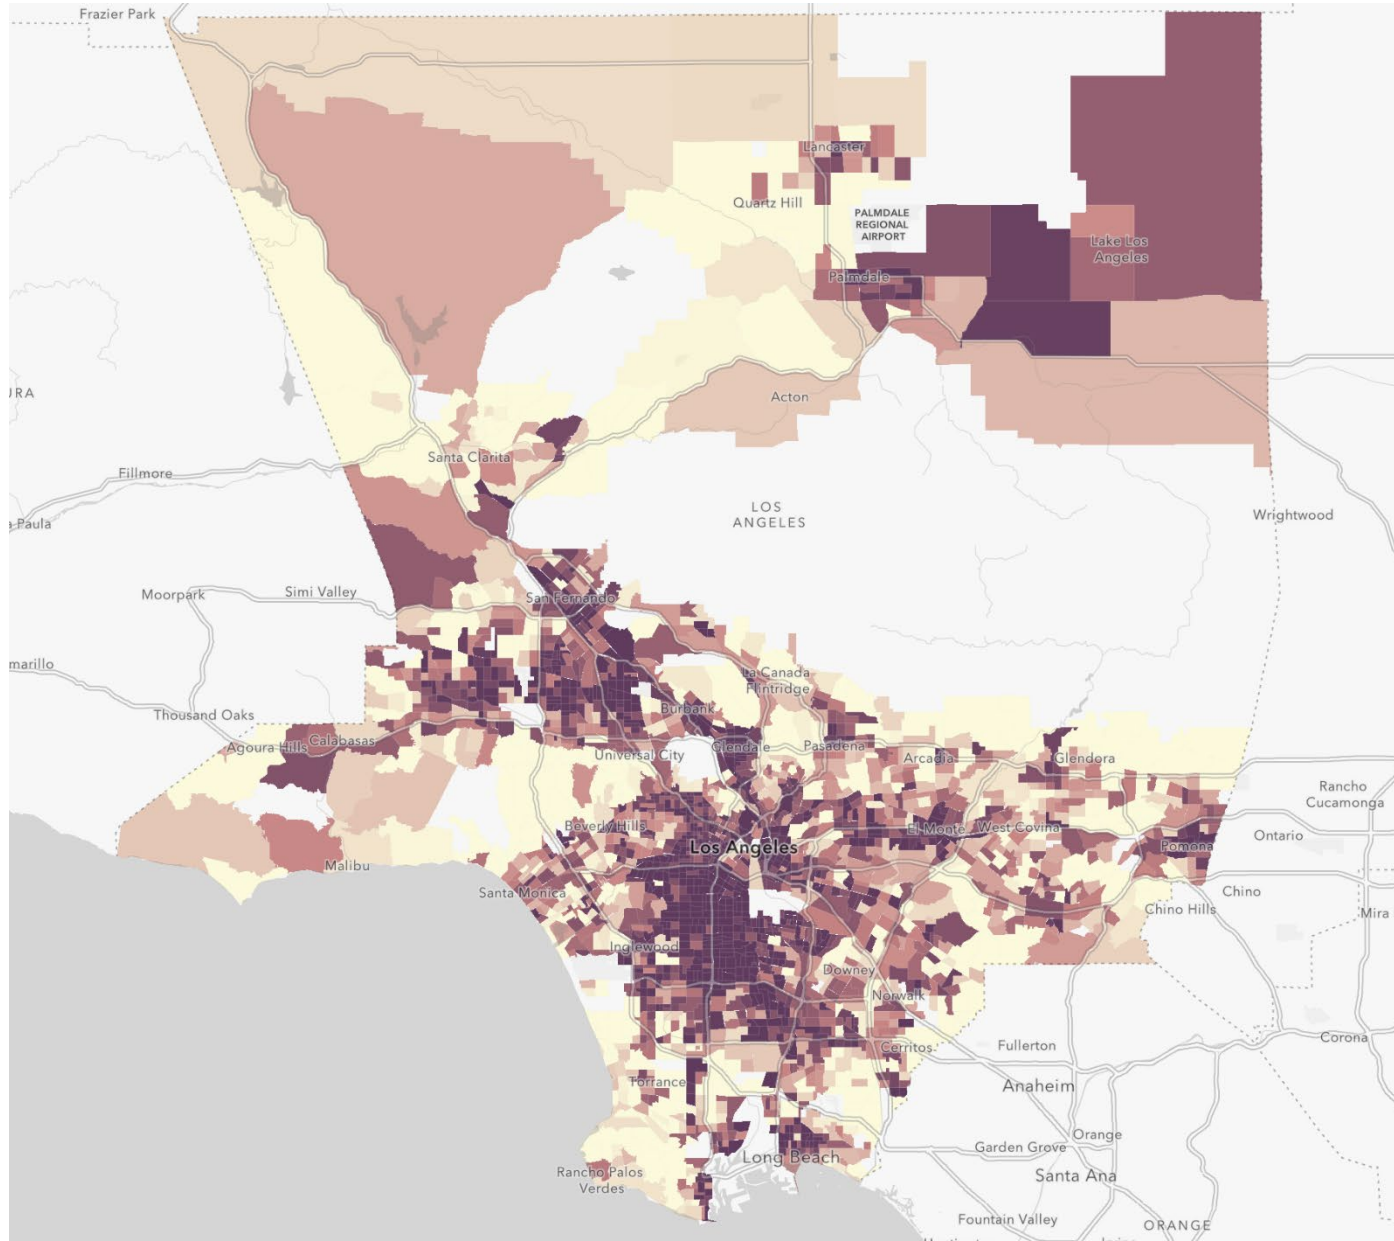 Frazier Park
Lancaster
Quartz Hill
PALMDALE
REGIONAL
AIRPORT
Lake Los
Angeles
Palmdale
Acton
Santa Clarita
Fillmore
LOS
ANGELES
Wrightwood
Moorpark
Simi Valley
San Fernando
Thousand Oaks
La Canada
Flintridge
Burbank
Agoura Hills
Calabasas
Universal City
Glendale
Pasadena
Arcadia
Glendora
Rancho
Cucamonga
Beverly Hills
El Monte
West Covina
Ontario
Los Angeles
Pomona
Malibu
Santa Monica
Chino
Chino Hills
Mira
Inglewood
Downey
Norwalk
Cerritos
Fullerton
Corona
Torrance
Anaheim
Orange
Garden Grove
Long Beach
Rancho Palos
Verdes
Santa Ana
Fountain Valley
ORANGE